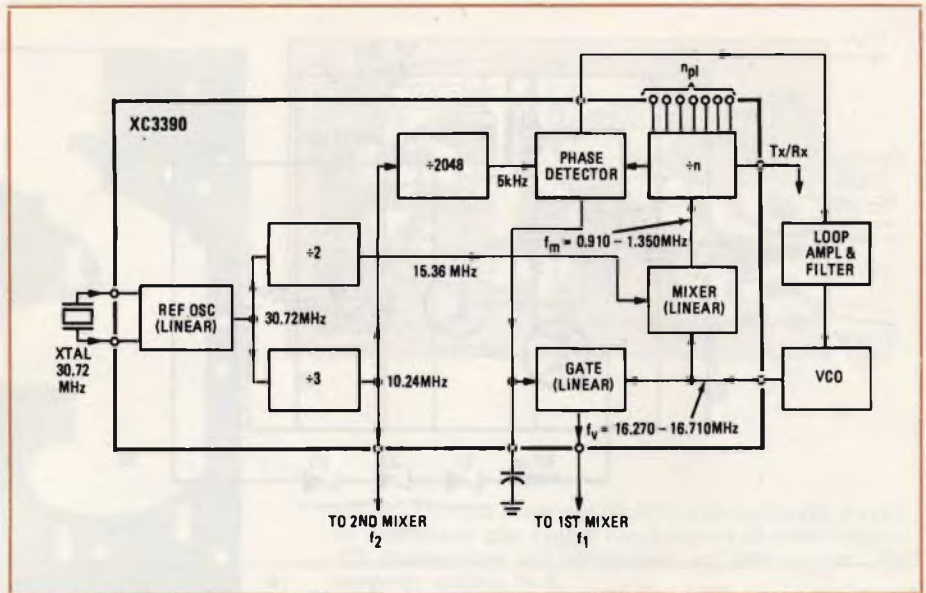 XC3390
n_pl
÷2048
5kHz
PHASE
DETECTOR
÷n
Tx/Rx
f_m = 0.910 – 1.350MHz
LOOP
AMPL &
FILTER
÷2
15.36 MHz
MIXER
(LINEAR)
REF OSC
(LINEAR)
30.72MHz
XTAL
30.72
MHz
÷3
10.24MHz
GATE
(LINEAR)
VCO
f_v = 16.270 – 16.710MHz
TO 2ND MIXER
f_2
TO 1ST MIXER
f_1